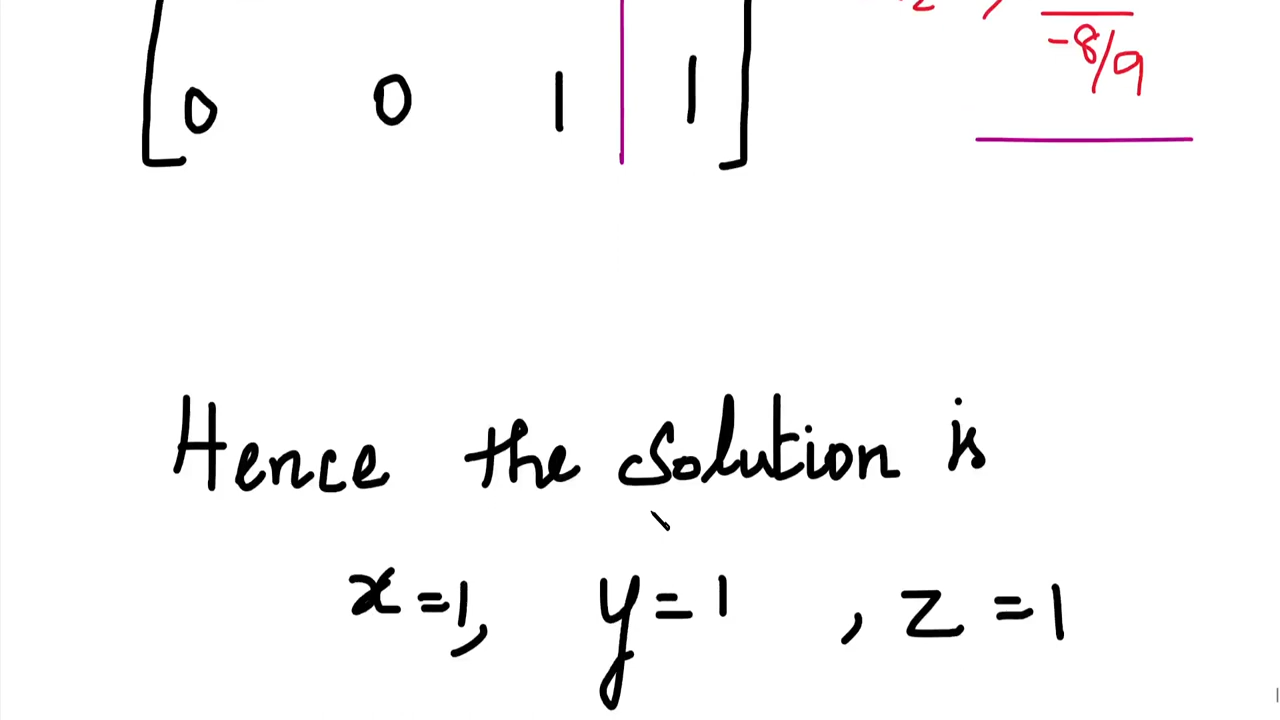 -8/9
0 0 1 | 1
Hence the solution is
x=1, y=1 , z=1